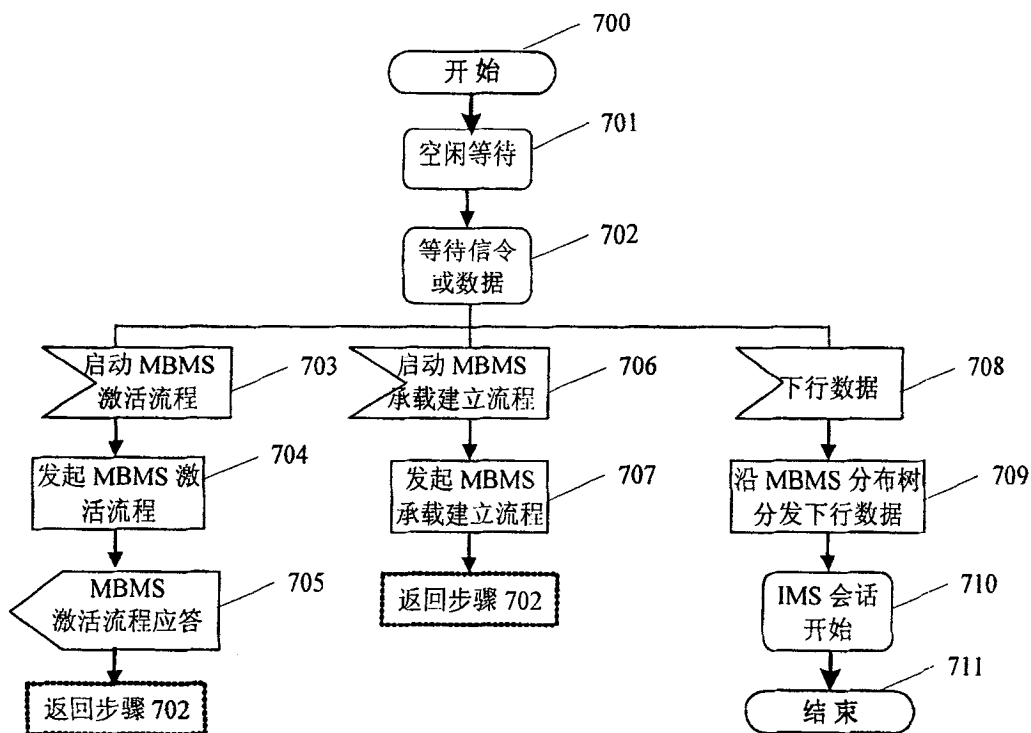 700
开 始
701
空闲等待
702
等待信令
或数据
启动 MBMS
激活流程
703
启动 MBMS
承载建立流程
706
下行数据
708
发起 MBMS 激
活流程
704
发起 MBMS
承载建立流程
707
沿 MBMS 分布树
分发下行数据
709
MBMS
激活流程应答
705
返回步骤 702
IMS 会话
开始
710
返回步骤 702
711
结 束